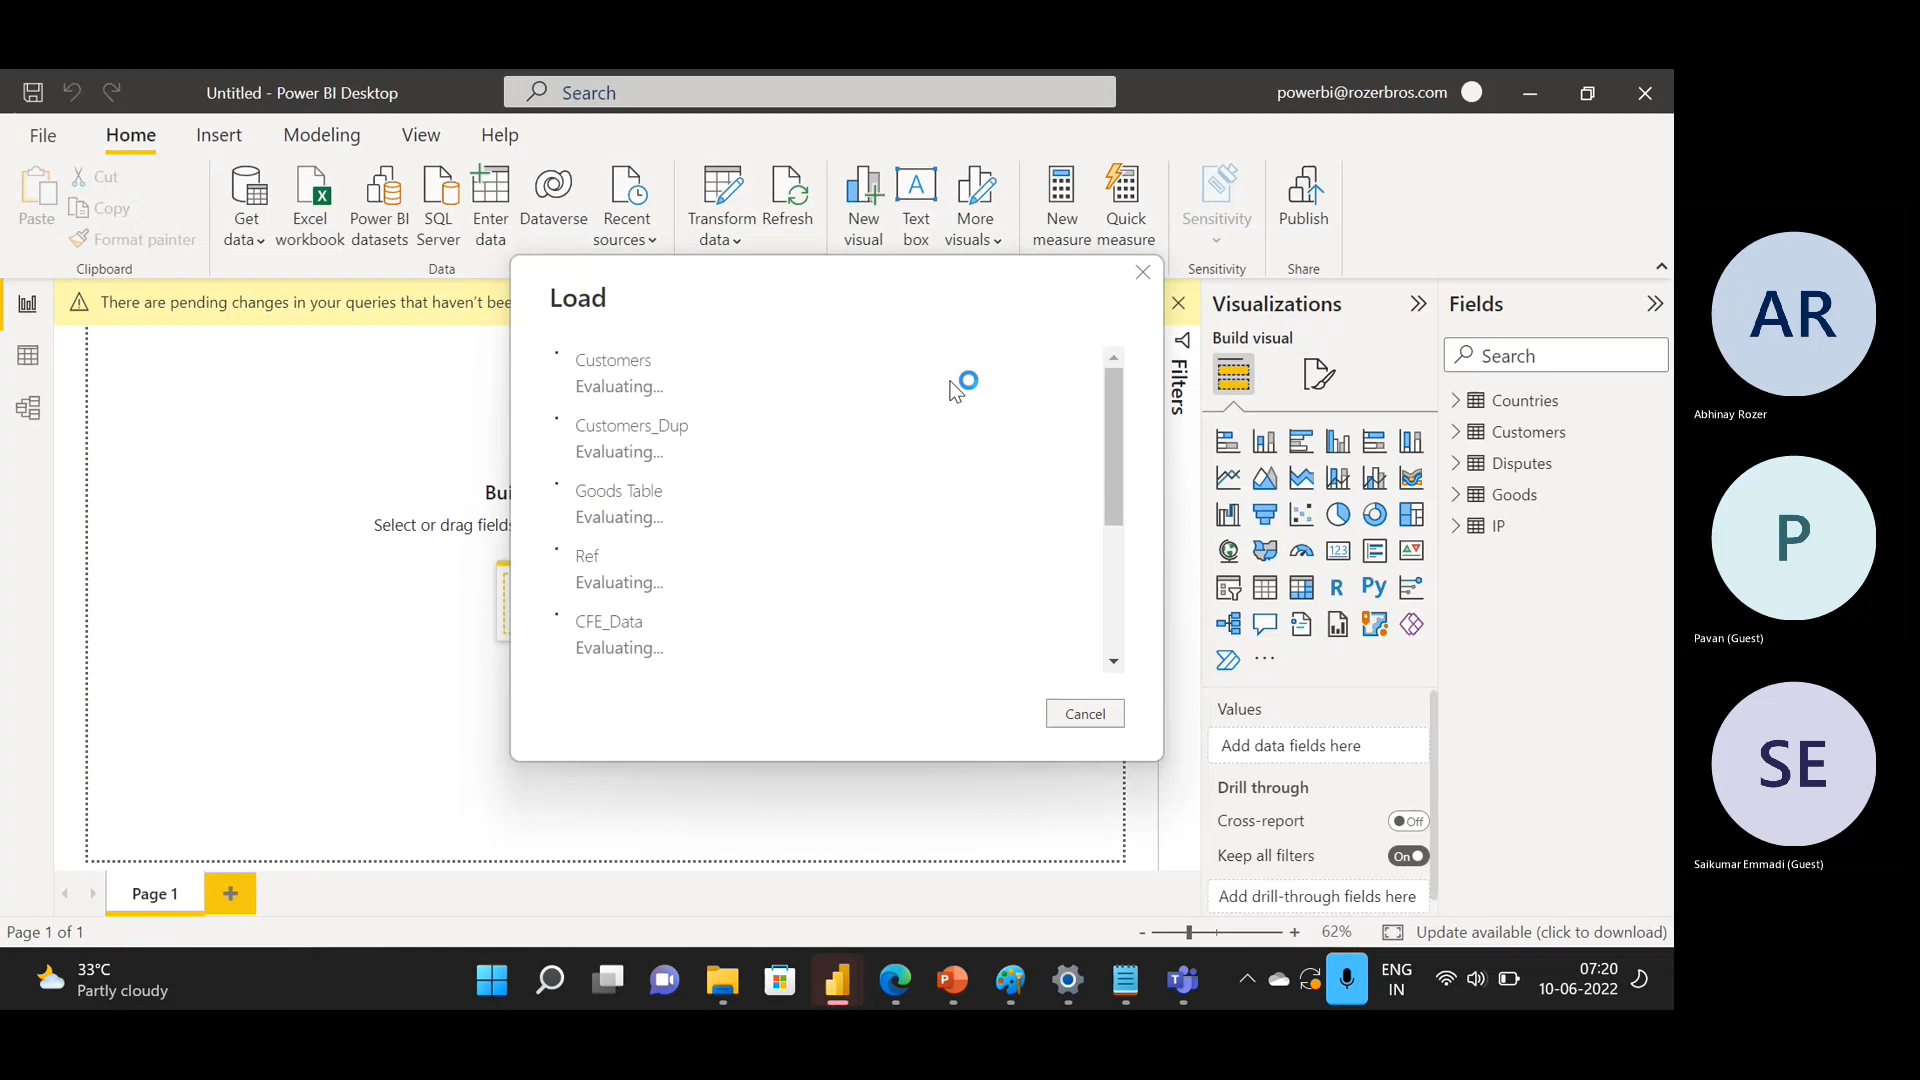 Untitled - Power BI Desktop
Search
powerbi@rozerbros.com
File
Home
Insert
Modeling
View
Help
Paste
Cut
Copy
Format painter
Clipboard
Get data
Excel workbook
Power BI datasets
SQL Server
Enter data
Dataverse
Recent sources
Data
Transform data
Refresh
New visual
Text box
More visuals
New measure
Quick measure
Sensitivity
Sensitivity
Publish
Share
There are pending changes in your queries that haven't bee
Load
Customers
Evaluating...
Customers_Dup
Evaluating...
Goods Table
Evaluating...
Ref
Evaluating...
CFE_Data
Evaluating...
Cancel
Bui
Select or drag fields
Filters
Visualizations
Build visual
123
R
Py
Values
Add data fields here
Drill through
Cross-report
Off
Keep all filters
On
Add drill-through fields here
Fields
Search
Countries
Customers
Disputes
Goods
IP
Page 1
Page 1 of 1
- + 62%
Update available (click to download)
33°C
Partly cloudy
ENG
IN
07:20
10-06-2022
AR
Abhinay Rozer
P
Pavan (Guest)
SE
Saikumar Emmadi (Guest)